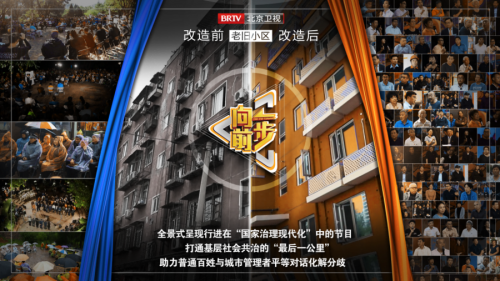 BRTV 北京卫视
改造前 老旧小区 改造后
向前一步
全景式呈现行进在“国家治理现代化”中的节目
打通基层社会共治的“最后一公里”
助力普通百姓与城市管理者平等对话化解分歧